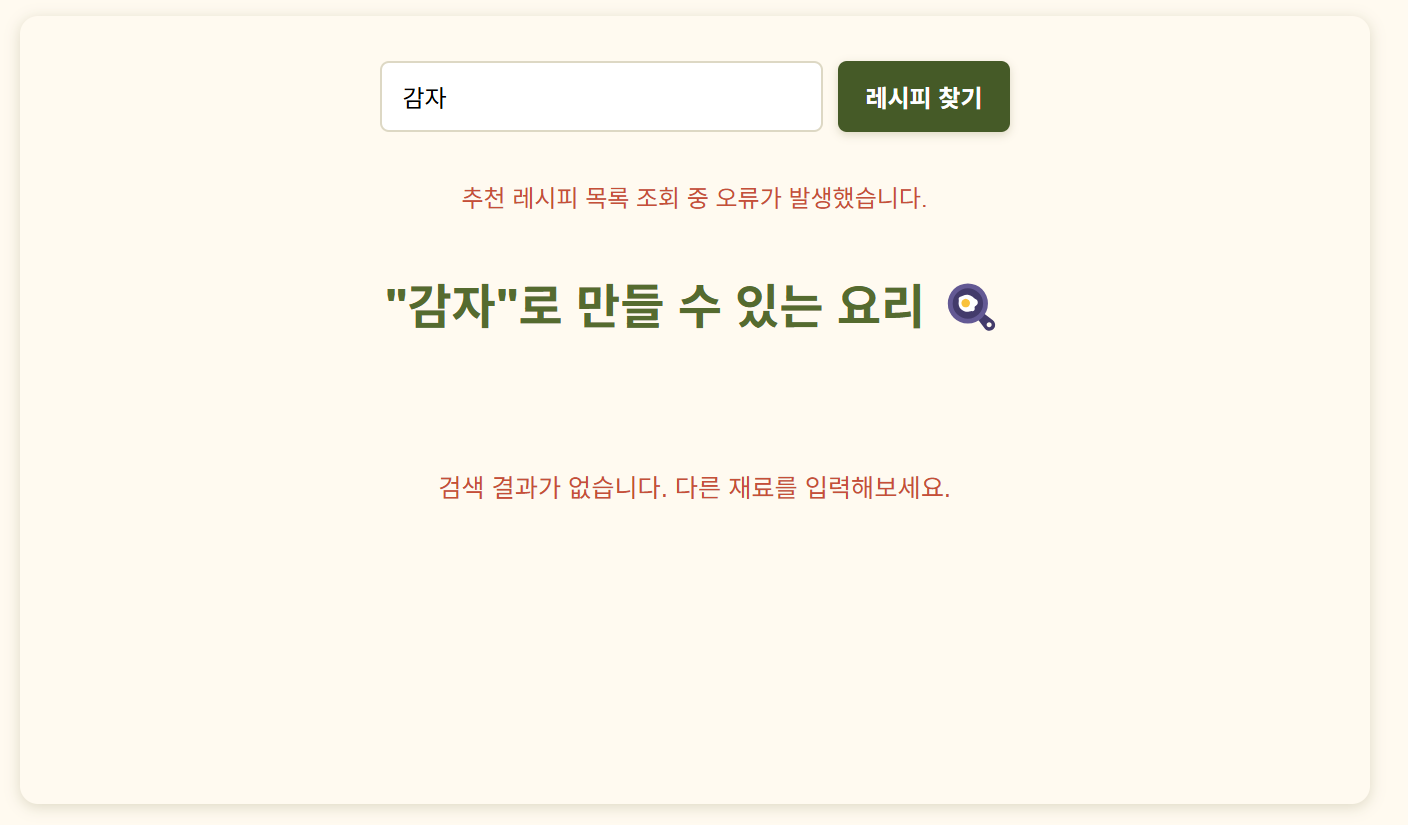 감자
레시피 찾기
추천 레시피 목록 조회 중 오류가 발생했습니다.
"감자"로 만들 수 있는 요리 🍳
검색 결과가 없습니다. 다른 재료를 입력해보세요.